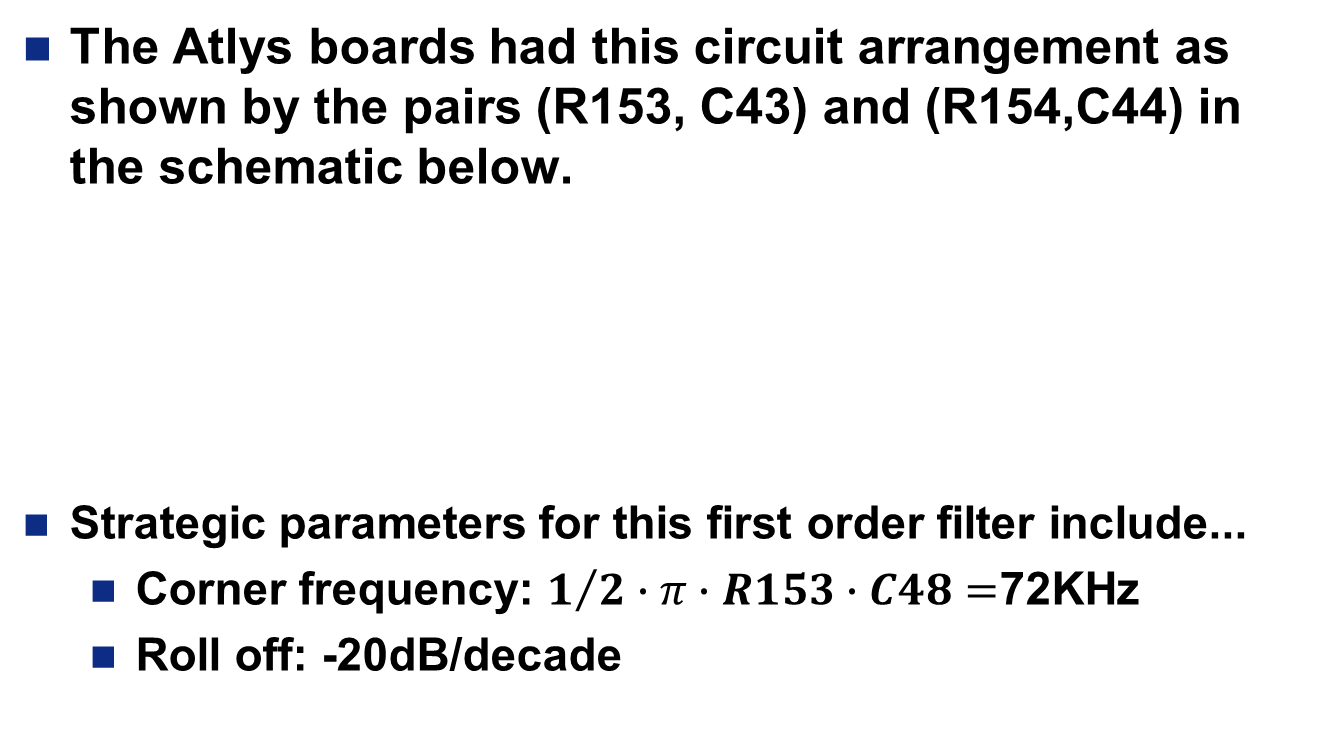 The Atlys boards had this circuit arrangement as
shown by the pairs (R153, C43) and (R154,C44) in
the schematic below.
Strategic parameters for this first order filter include...
Corner frequency: 1/2 · π · R153 · C48 =72KHz
Roll off: -20dB/decade